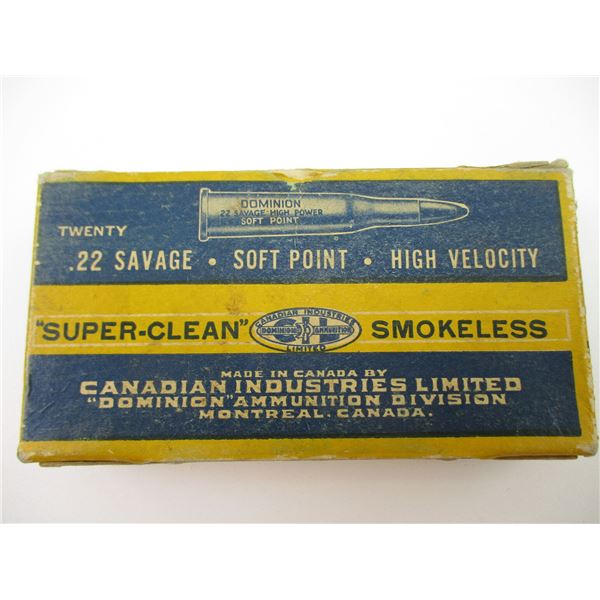 DOMINION
.22 SAVAGE HIGH POWER
SOFT POINT
TWENTY
.22 SAVAGE • SOFT POINT • HIGH VELOCITY
"SUPER-CLEAN"
CANADIAN INDUSTRIES
DOMINION CIL AMMUNITION
LIMITED
SMOKELESS
MADE IN CANADA BY
CANADIAN INDUSTRIES LIMITED
"DOMINION" AMMUNITION DIVISION
MONTREAL. CANADA.